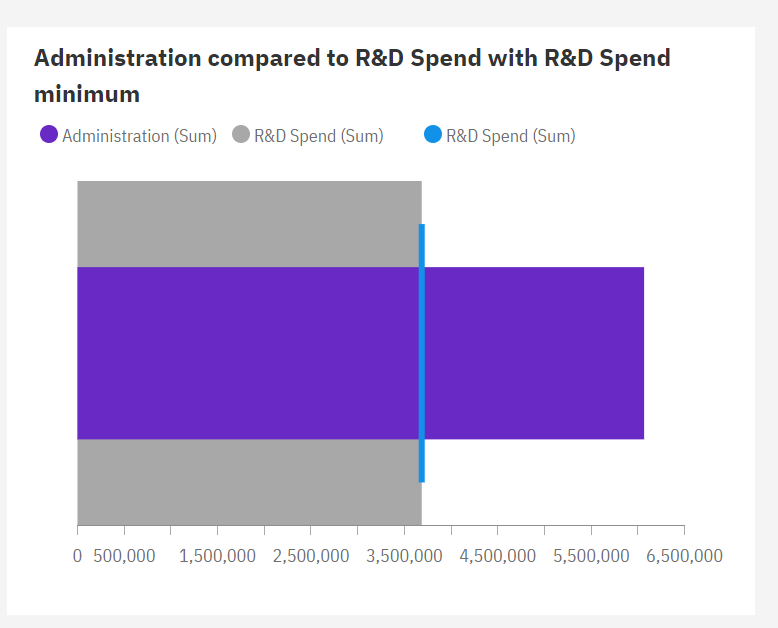 Administration compared to R&D Spend with R&D Spend
minimum
Administration (Sum) R&D Spend (Sum) R&D Spend (Sum)
0 500,000 1,500,000 2,500,000 3,500,000 4,500,000 5,500,000 6,500,000